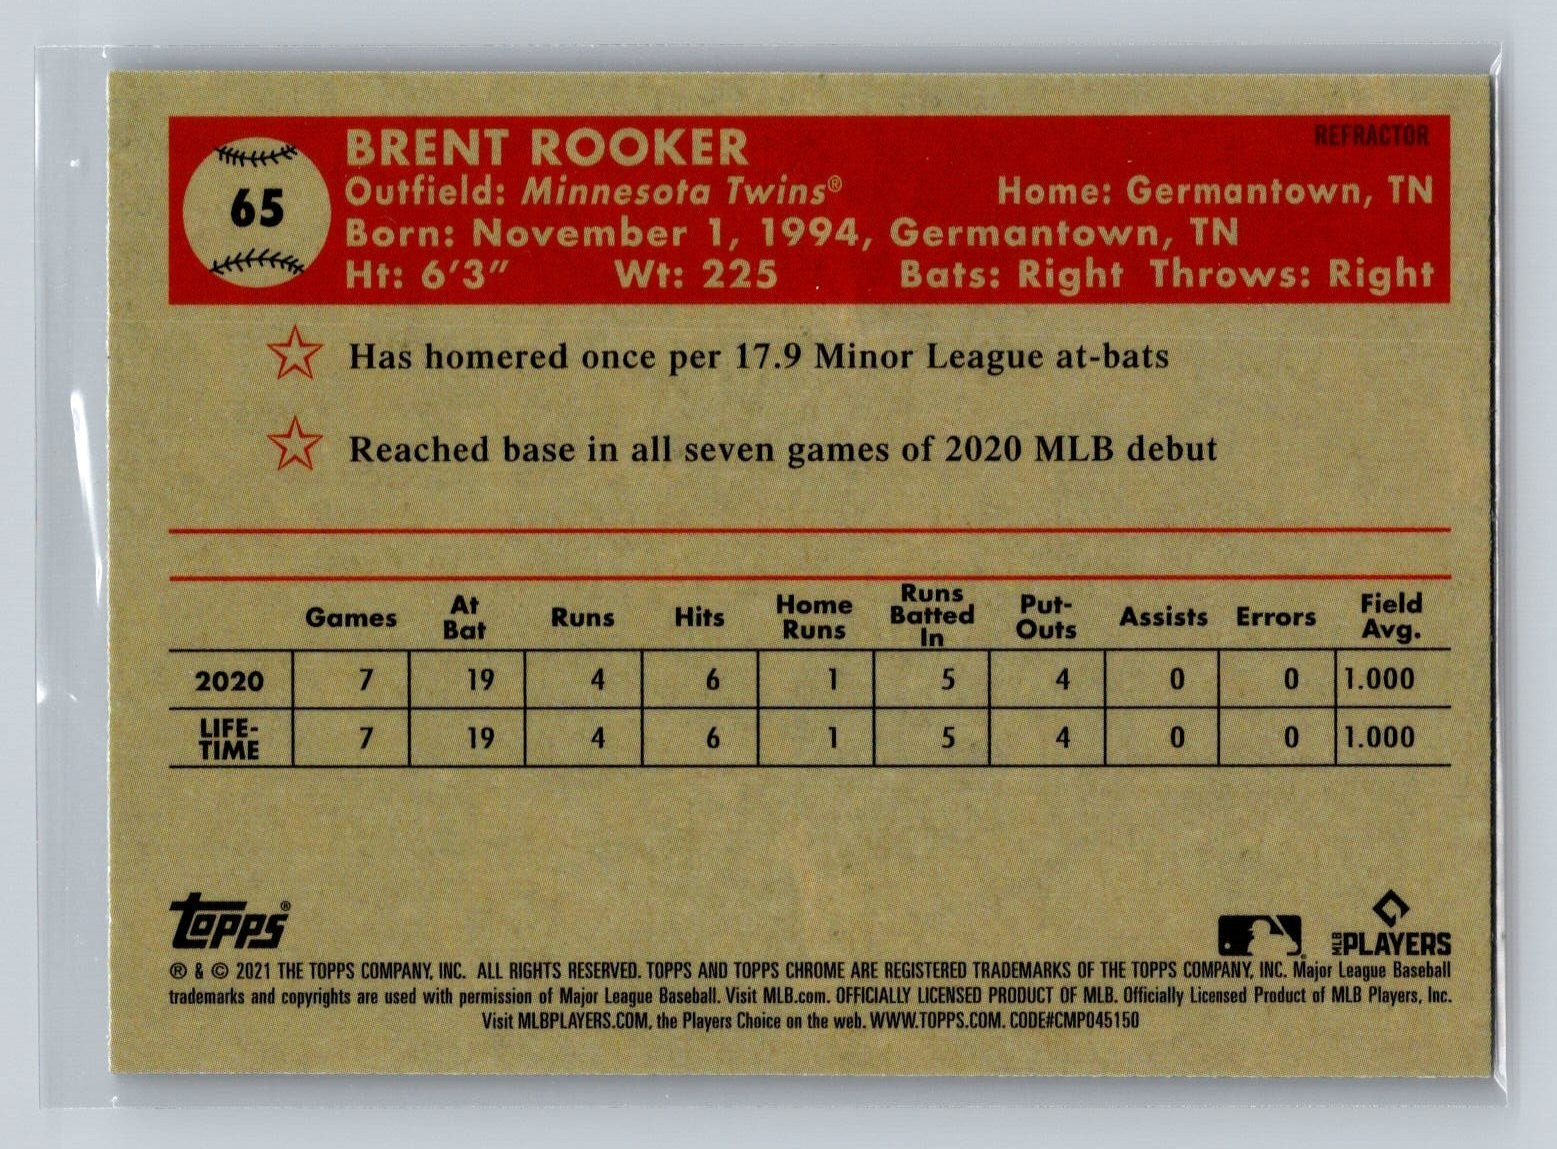 65
BRENT ROOKER
REFRACTOR
Outfield: Minnesota Twins® Home: Germantown, TN
Born: November 1, 1994, Germantown, TN
Ht: 6'3" Wt: 225 Bats: Right Throws: Right
Has homered once per 17.9 Minor League at-bats
Reached base in all seven games of 2020 MLB debut
Games At Bat Runs Hits Home Runs Runs Batted In Put-Outs Assists Errors Field Avg.
2020 7 19 4 6 1 5 4 0 0 1.000
LIFE-TIME 7 19 4 6 1 5 4 0 0 1.000
TOPPS®
MLB PLAYERS
® & © 2021 THE TOPPS COMPANY, INC. ALL RIGHTS RESERVED. TOPPS AND TOPPS CHROME ARE REGISTERED TRADEMARKS OF THE TOPPS COMPANY, INC. Major League Baseball
trademarks and copyrights are used with permission of Major League Baseball. Visit MLB.com. OFFICIALLY LICENSED PRODUCT OF MLB. Officially Licensed Product of MLB Players, Inc.
Visit MLBPLAYERS.COM, the Players Choice on the web. WWW.TOPPS.COM. CODE#CMP045150